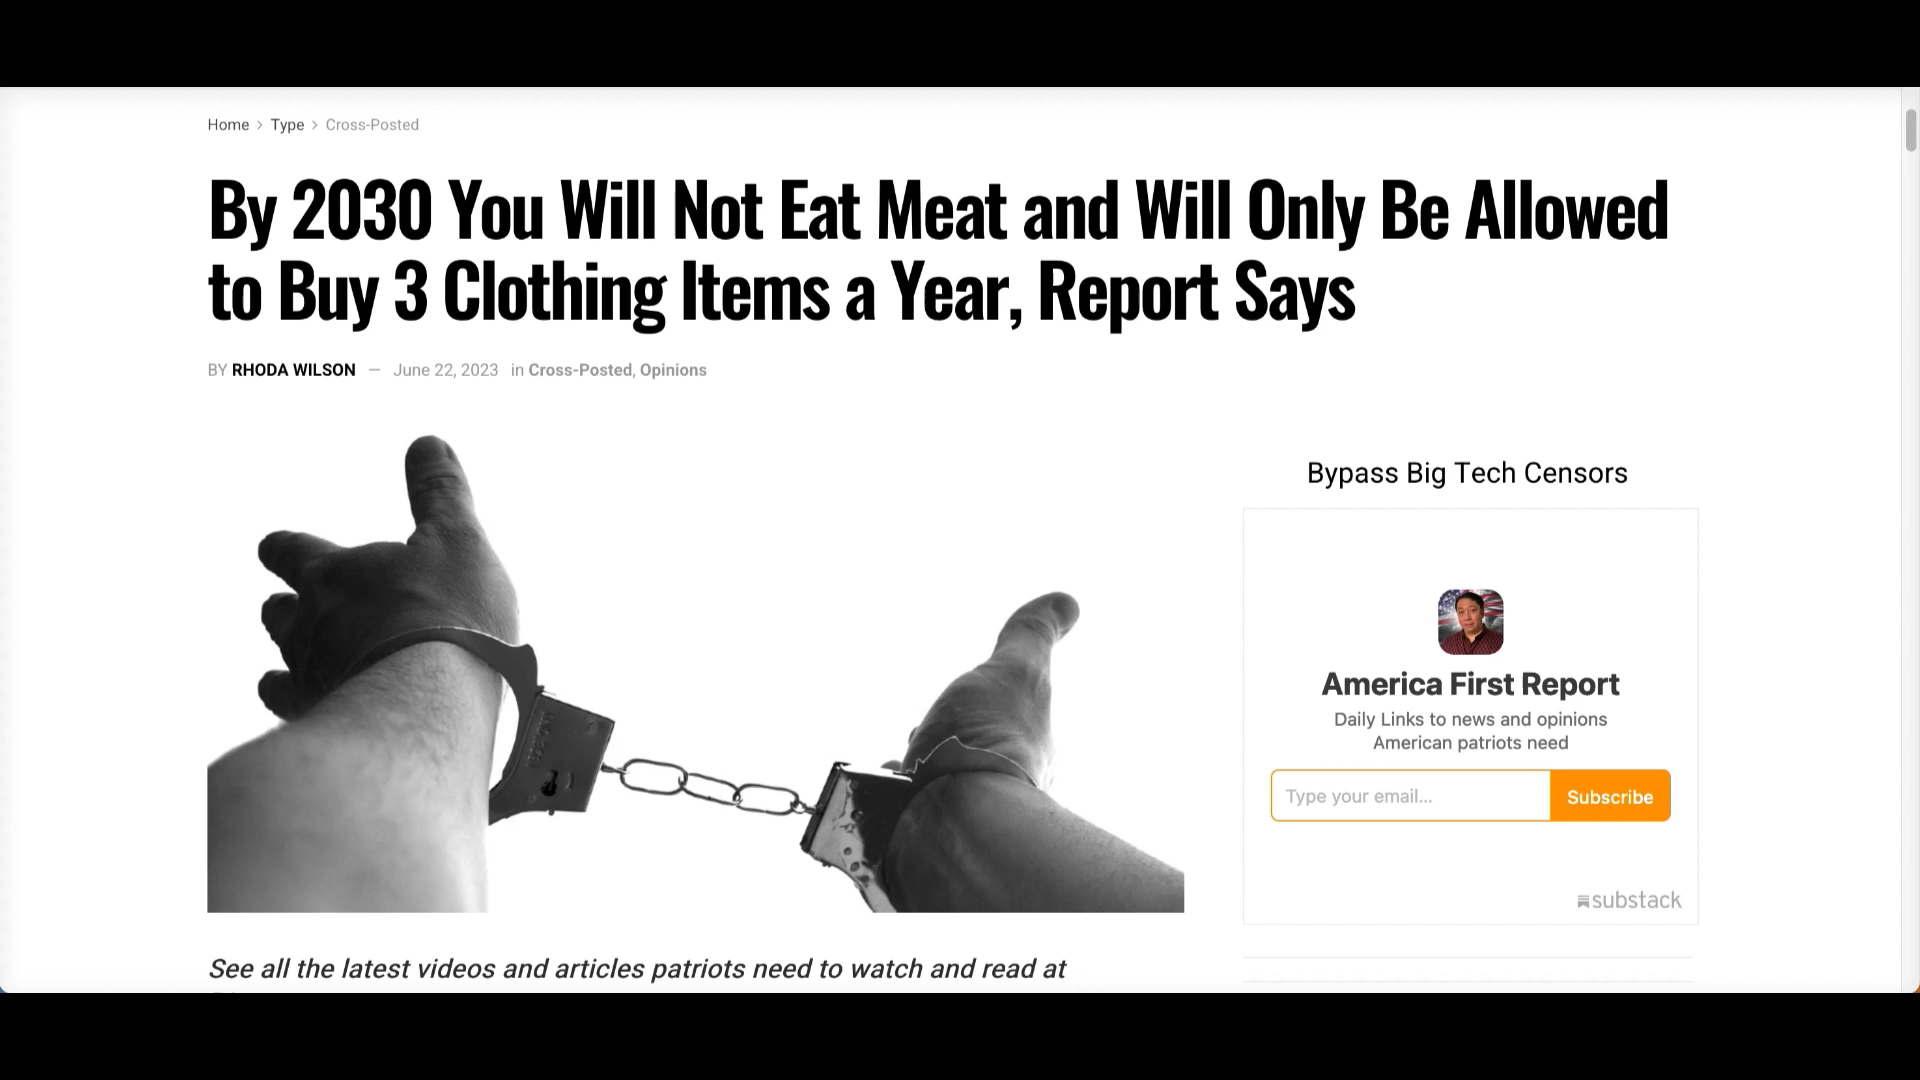 Home > Type > Cross-Posted
By 2030 You Will Not Eat Meat and Will Only Be Allowed
to Buy 3 Clothing Items a Year, Report Says
BY RHODA WILSON — June 22, 2023 in Cross-Posted, Opinions
Bypass Big Tech Censors
America First Report
Daily Links to news and opinions
American patriots need
Type your email...
Subscribe
substack
See all the latest videos and articles patriots need to watch and read at